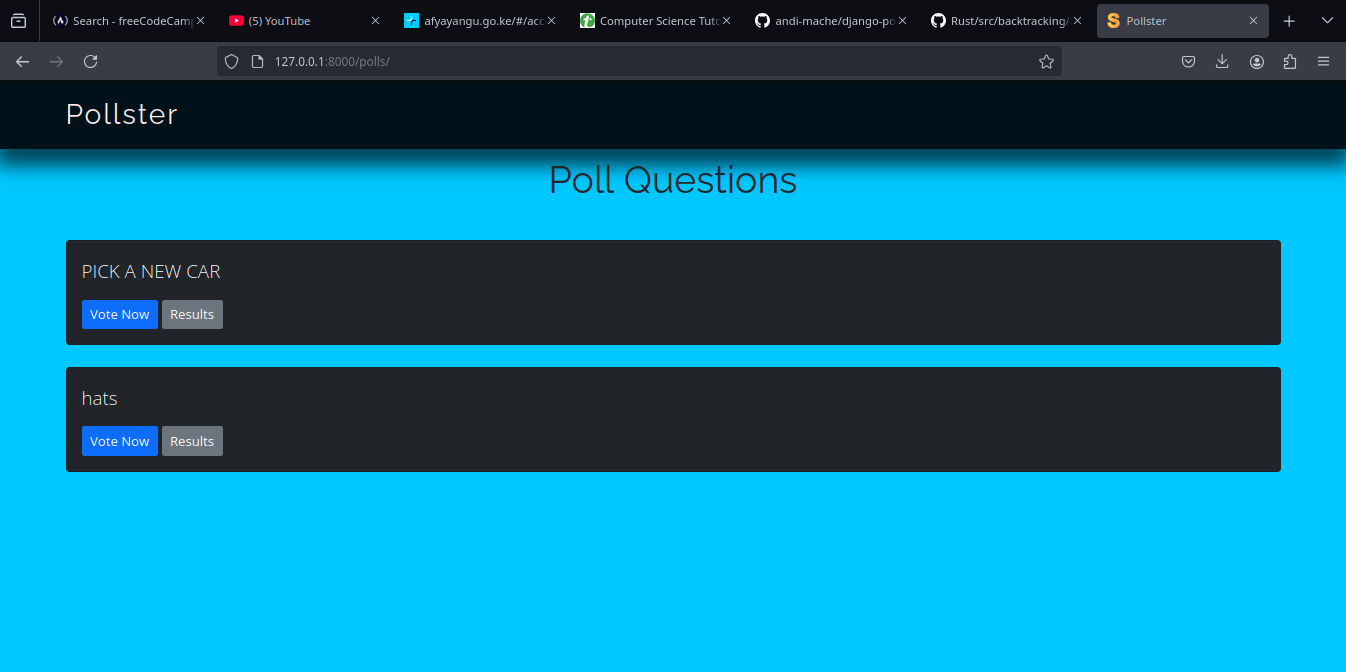 Search - freeCodeCamp
(5) YouTube
afyayangu.go.ke/#/acc
Computer Science Tuto
andi-mache/django-po
Rust/src/backtracking/
Pollster
127.0.0.1:8000/polls/
Pollster
Poll Questions
PICK A NEW CAR
Vote Now Results
hats
Vote Now Results